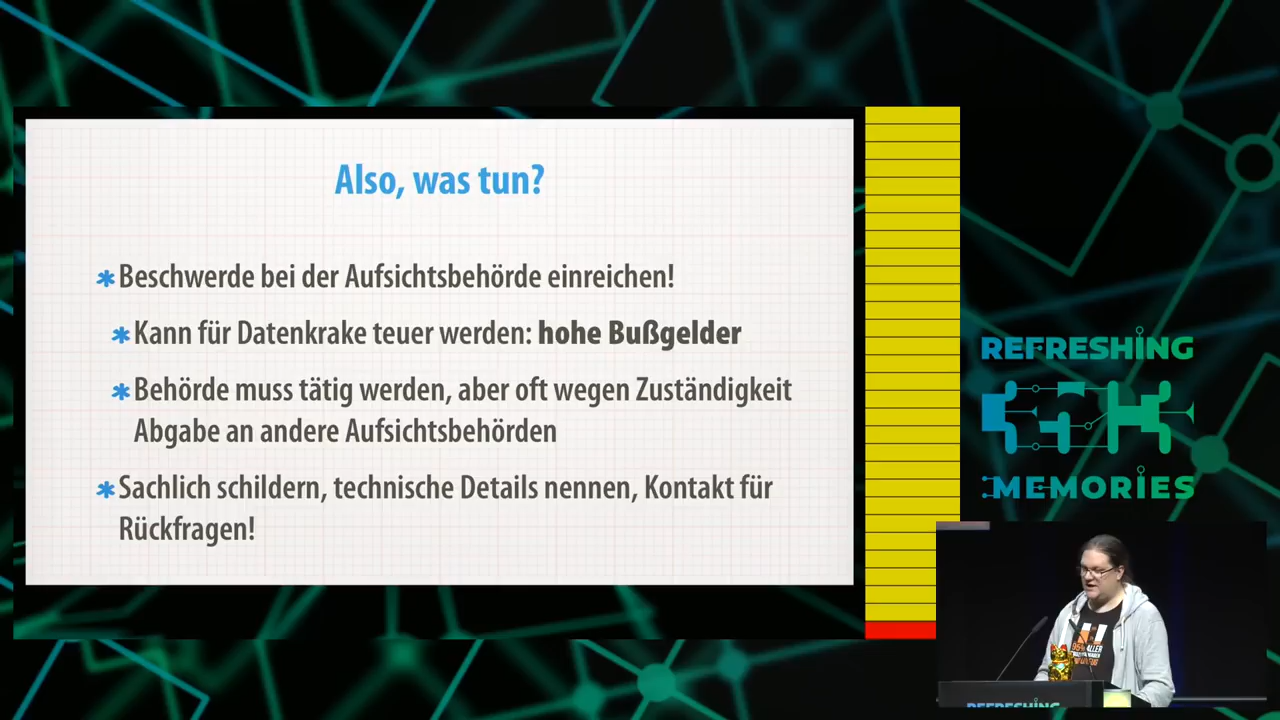 Also, was tun?
* Beschwerde bei der Aufsichtsbehörde einreichen!
* Kann für Datenkrake teuer werden: hohe Bußgelder
* Behörde muss tätig werden, aber oft wegen Zuständigkeit
Abgabe an andere Aufsichtsbehörden
* Sachlich schildern, technische Details nennen, Kontakt für
Rückfragen!
REFRESHING
MEMORIES
REFRESHING